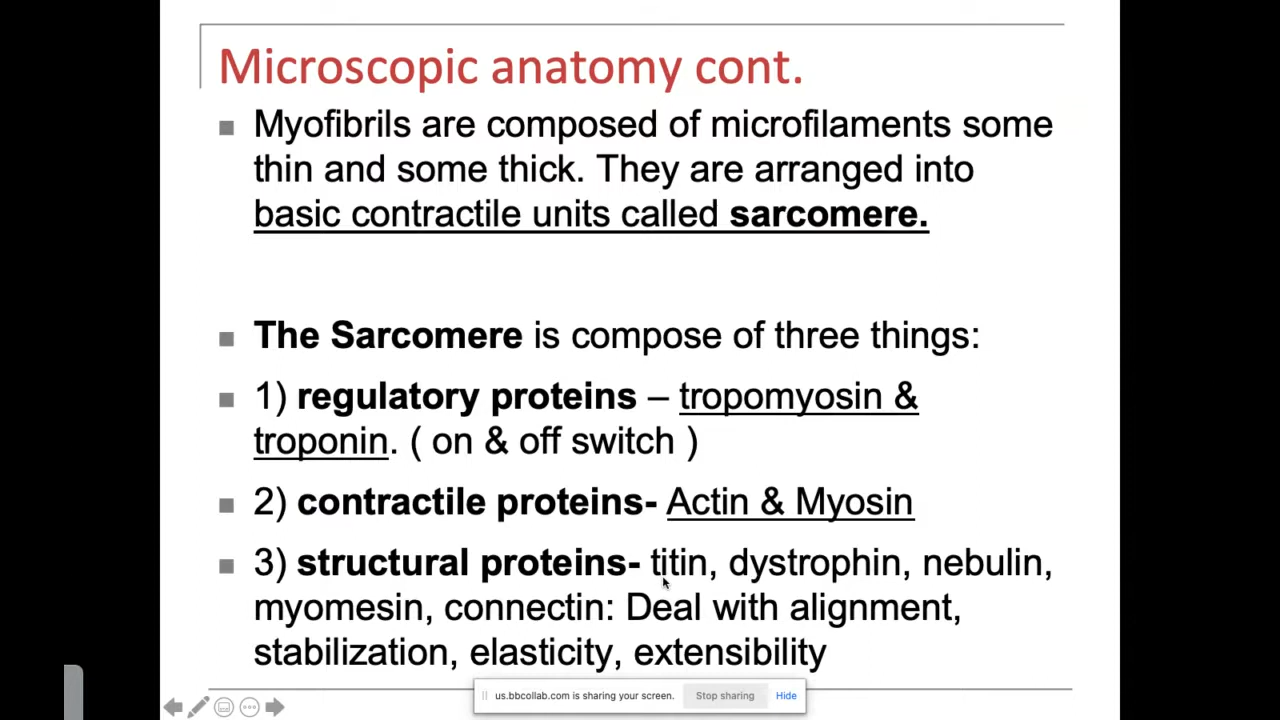 Microscopic anatomy cont.
Myofibrils are composed of microfilaments some
thin and some thick. They are arranged into
basic contractile units called sarcomere.
The Sarcomere is compose of three things:
1) regulatory proteins – tropomyosin &
troponin. ( on & off switch )
2) contractile proteins- Actin & Myosin
3) structural proteins- titin, dystrophin, nebulin,
myomesin, connectin: Deal with alignment,
stabilization, elasticity, extensibility
us.bbcollab.com is sharing your screen. Stop sharing Hide